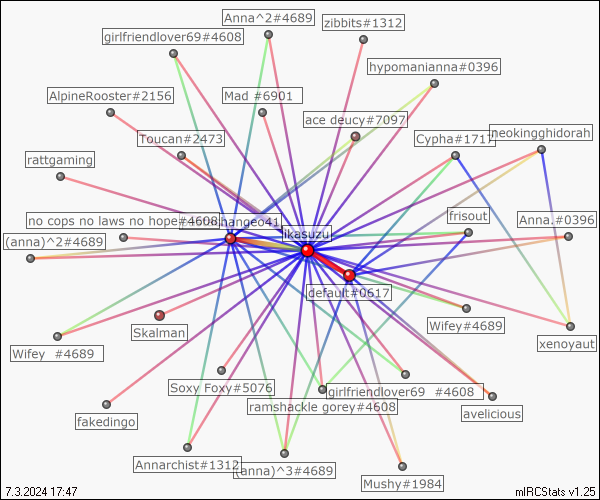 Anna^2#4689
zibbits#1312
girlfriendlover69#4608
hypomanianna#0396
AlpineRooster#2156
Mad #6901
ace deucy#7097
Toucan#2473
Cypha#1717
neokingghidorah
rattgaming
no cops no laws no hope#4608
hangeo41
ikasuzu
frisout
Anna.#0396
(anna)^2#4689
default#0617
Skalman
Wifey#4689
Wifey #4689
xenoyaut
Soxy Foxy#5076
girlfriendlover69 #4608
ramshackle gorey#4608
avelicious
fakedingo
Annarchist#1312
(anna)^3#4689
Mushy#1984
7.3.2024 17:47
mIRCStats v1.25